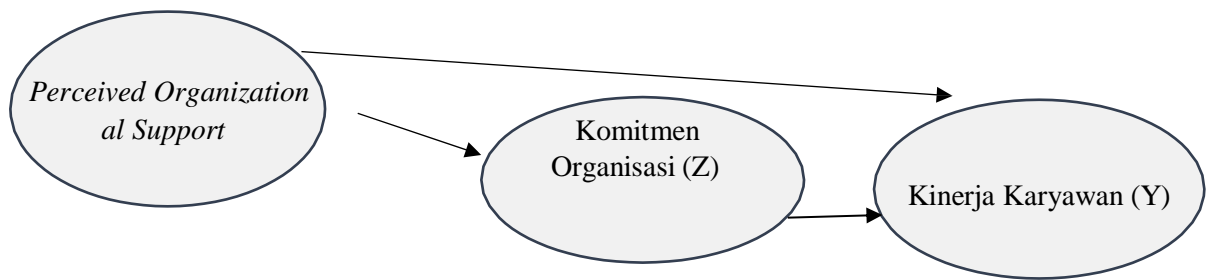 Perceived Organization
al Support
Komitmen
Organisasi (Z)
Kinerja Karyawan (Y)